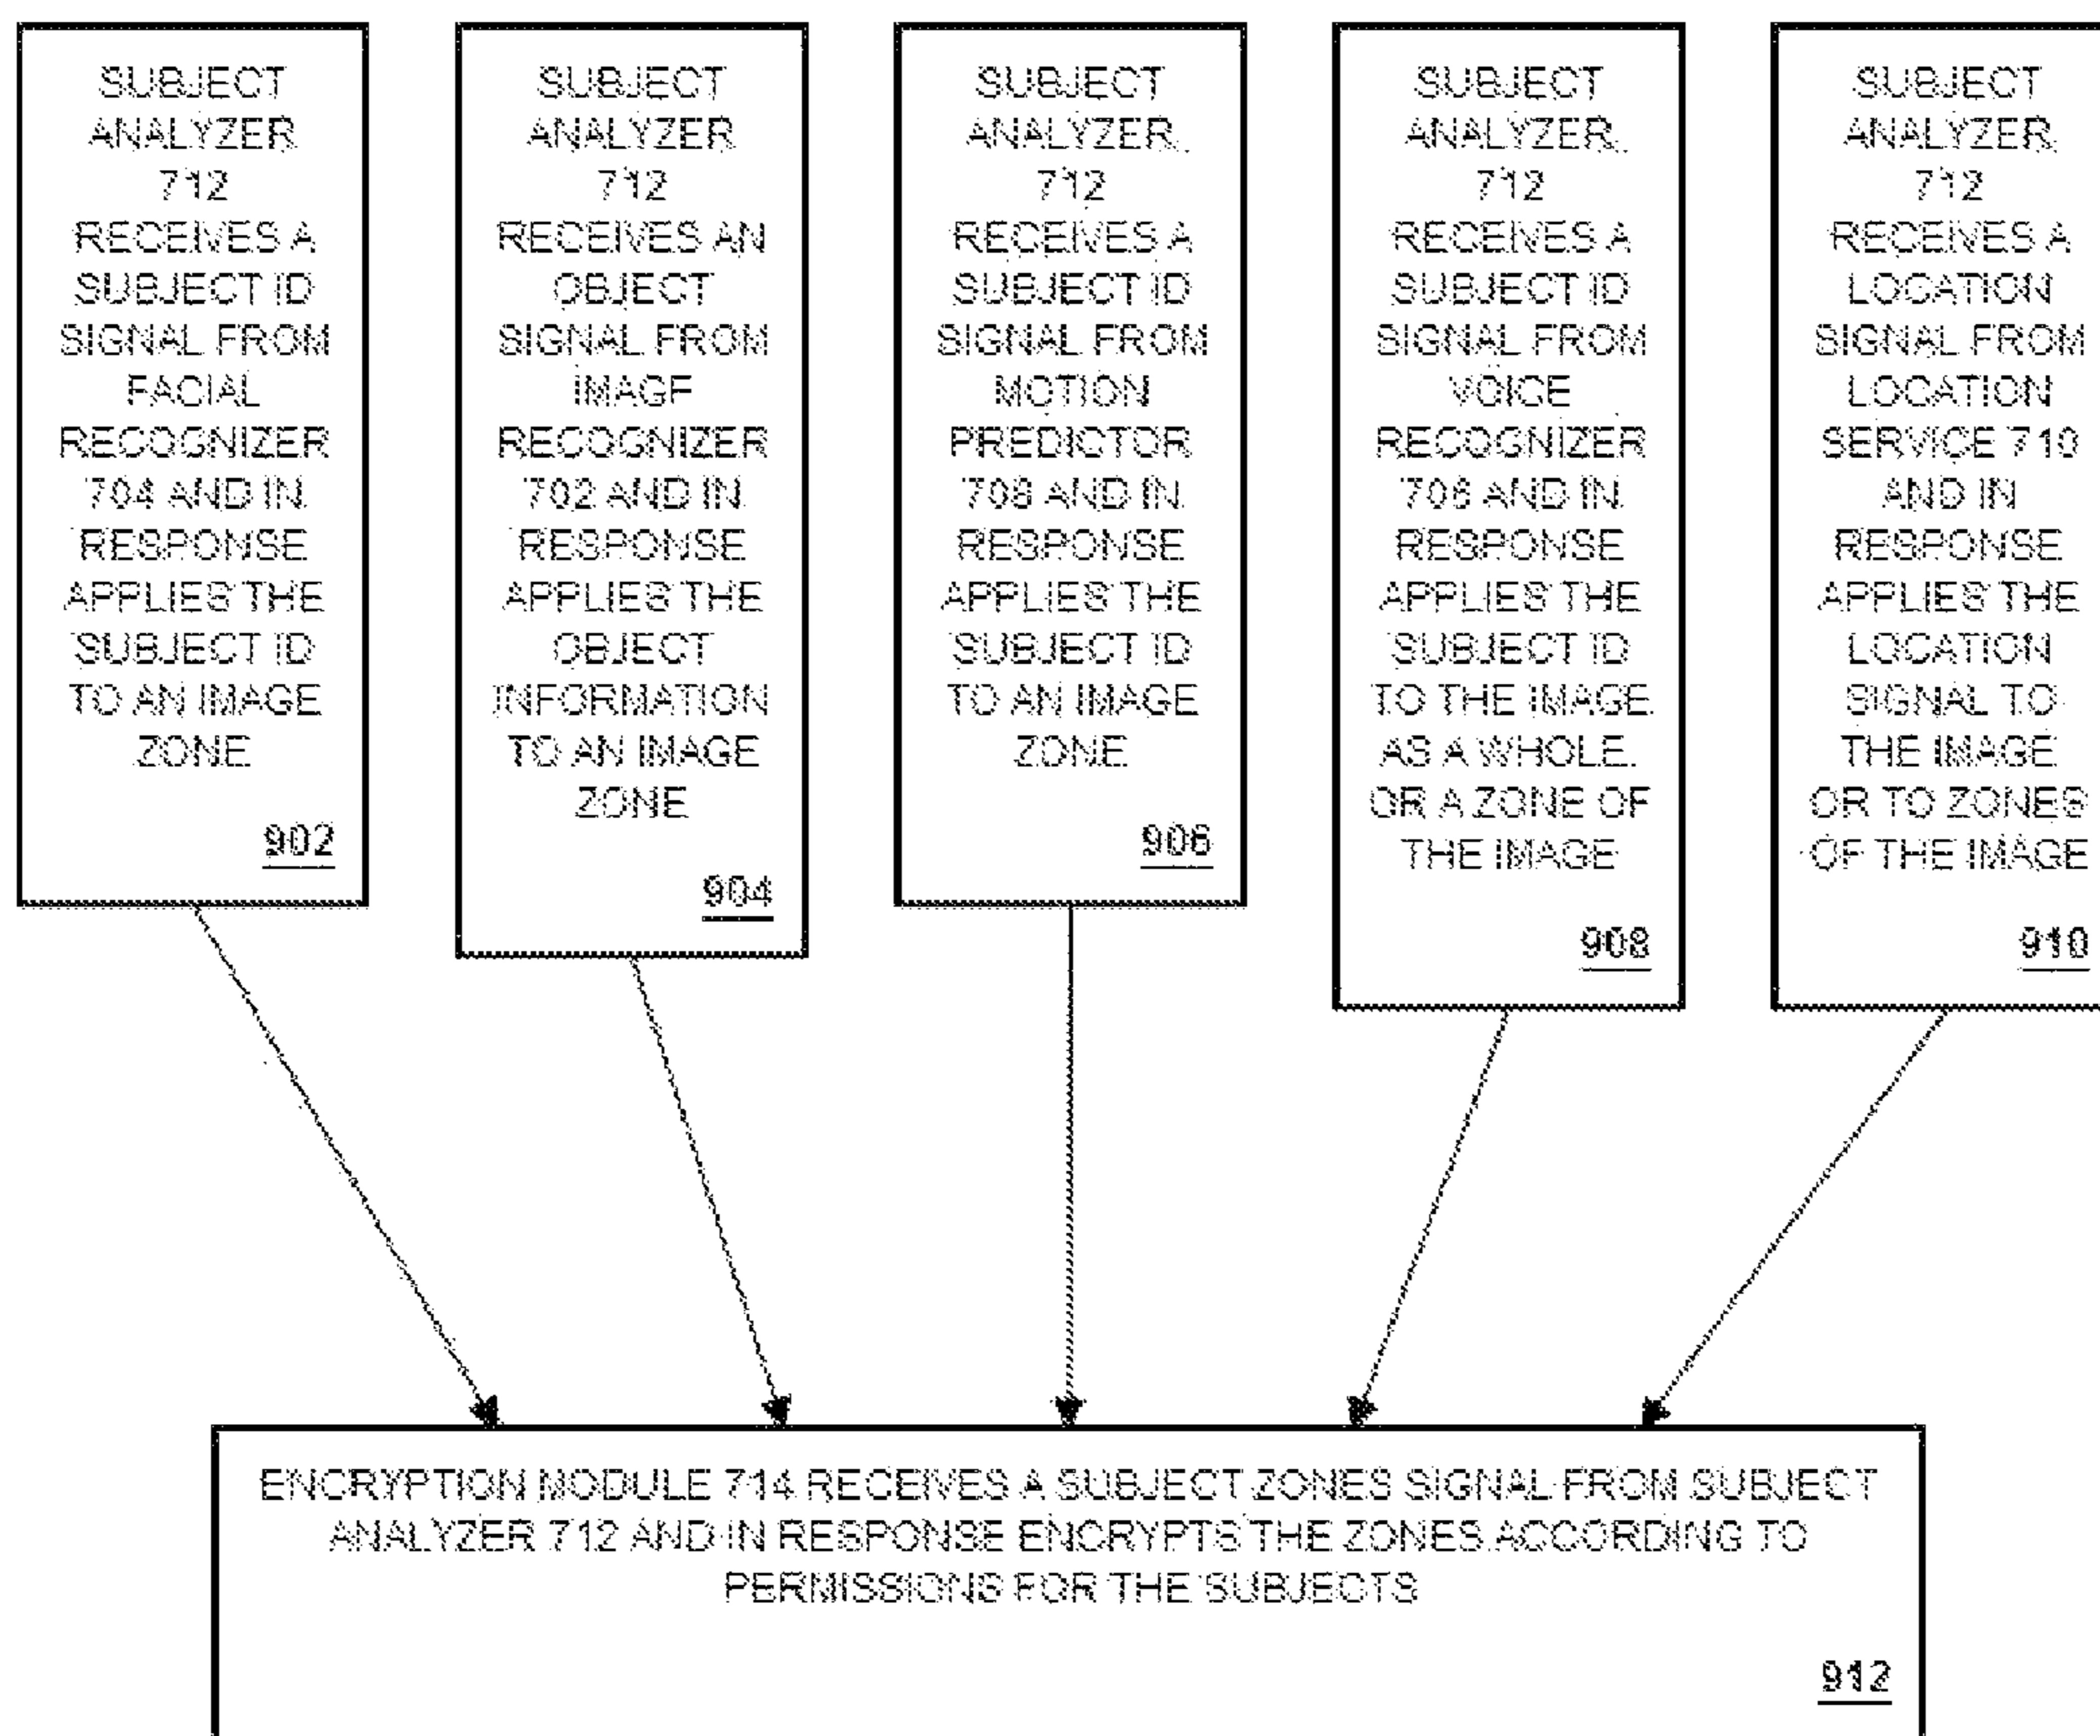 SUBJECT
ANALYZER
712
RECEIVES A
SUBJECT ID
SIGNAL FROM
FACIAL
RECOGNIZER
704 AND IN
RESPONSE
APPLIES THE
SUBJECT ID
TO AN IMAGE
ZONE
902
SUBJECT
ANALYZER
712
RECEIVES AN
OBJECT
SIGNAL FROM
IMAGE
RECOGNIZER
702 AND IN
RESPONSE
APPLIES THE
OBJECT
INFORMATION
TO AN IMAGE
ZONE
904
SUBJECT
ANALYZER
712
RECEIVES A
SUBJECT ID
SIGNAL FROM
MOTION
PREDICTOR
708 AND IN
RESPONSE
APPLIES THE
SUBJECT ID
TO AN IMAGE
ZONE
906
SUBJECT
ANALYZER
712
RECEIVES A
SUBJECT ID
SIGNAL FROM
VOICE
RECOGNIZER
706 AND IN
RESPONSE
APPLIES THE
SUBJECT ID
TO THE IMAGE
AS A WHOLE
OR A ZONE OF
THE IMAGE
908
SUBJECT
ANALYZER
712
RECEIVES A
LOCATION
SIGNAL FROM
LOCATION
SERVICE 710
AND IN
RESPONSE
APPLIES THE
LOCATION
SIGNAL TO
THE IMAGE
OR TO ZONES
OF THE IMAGE
910
ENCRYPTION MODULE 714 RECEIVES A SUBJECT ZONES SIGNAL FROM SUBJECT
ANALYZER 712 AND IN RESPONSE ENCRYPTS THE ZONES ACCORDING TO
PERMISSIONS FOR THE SUBJECTS
912